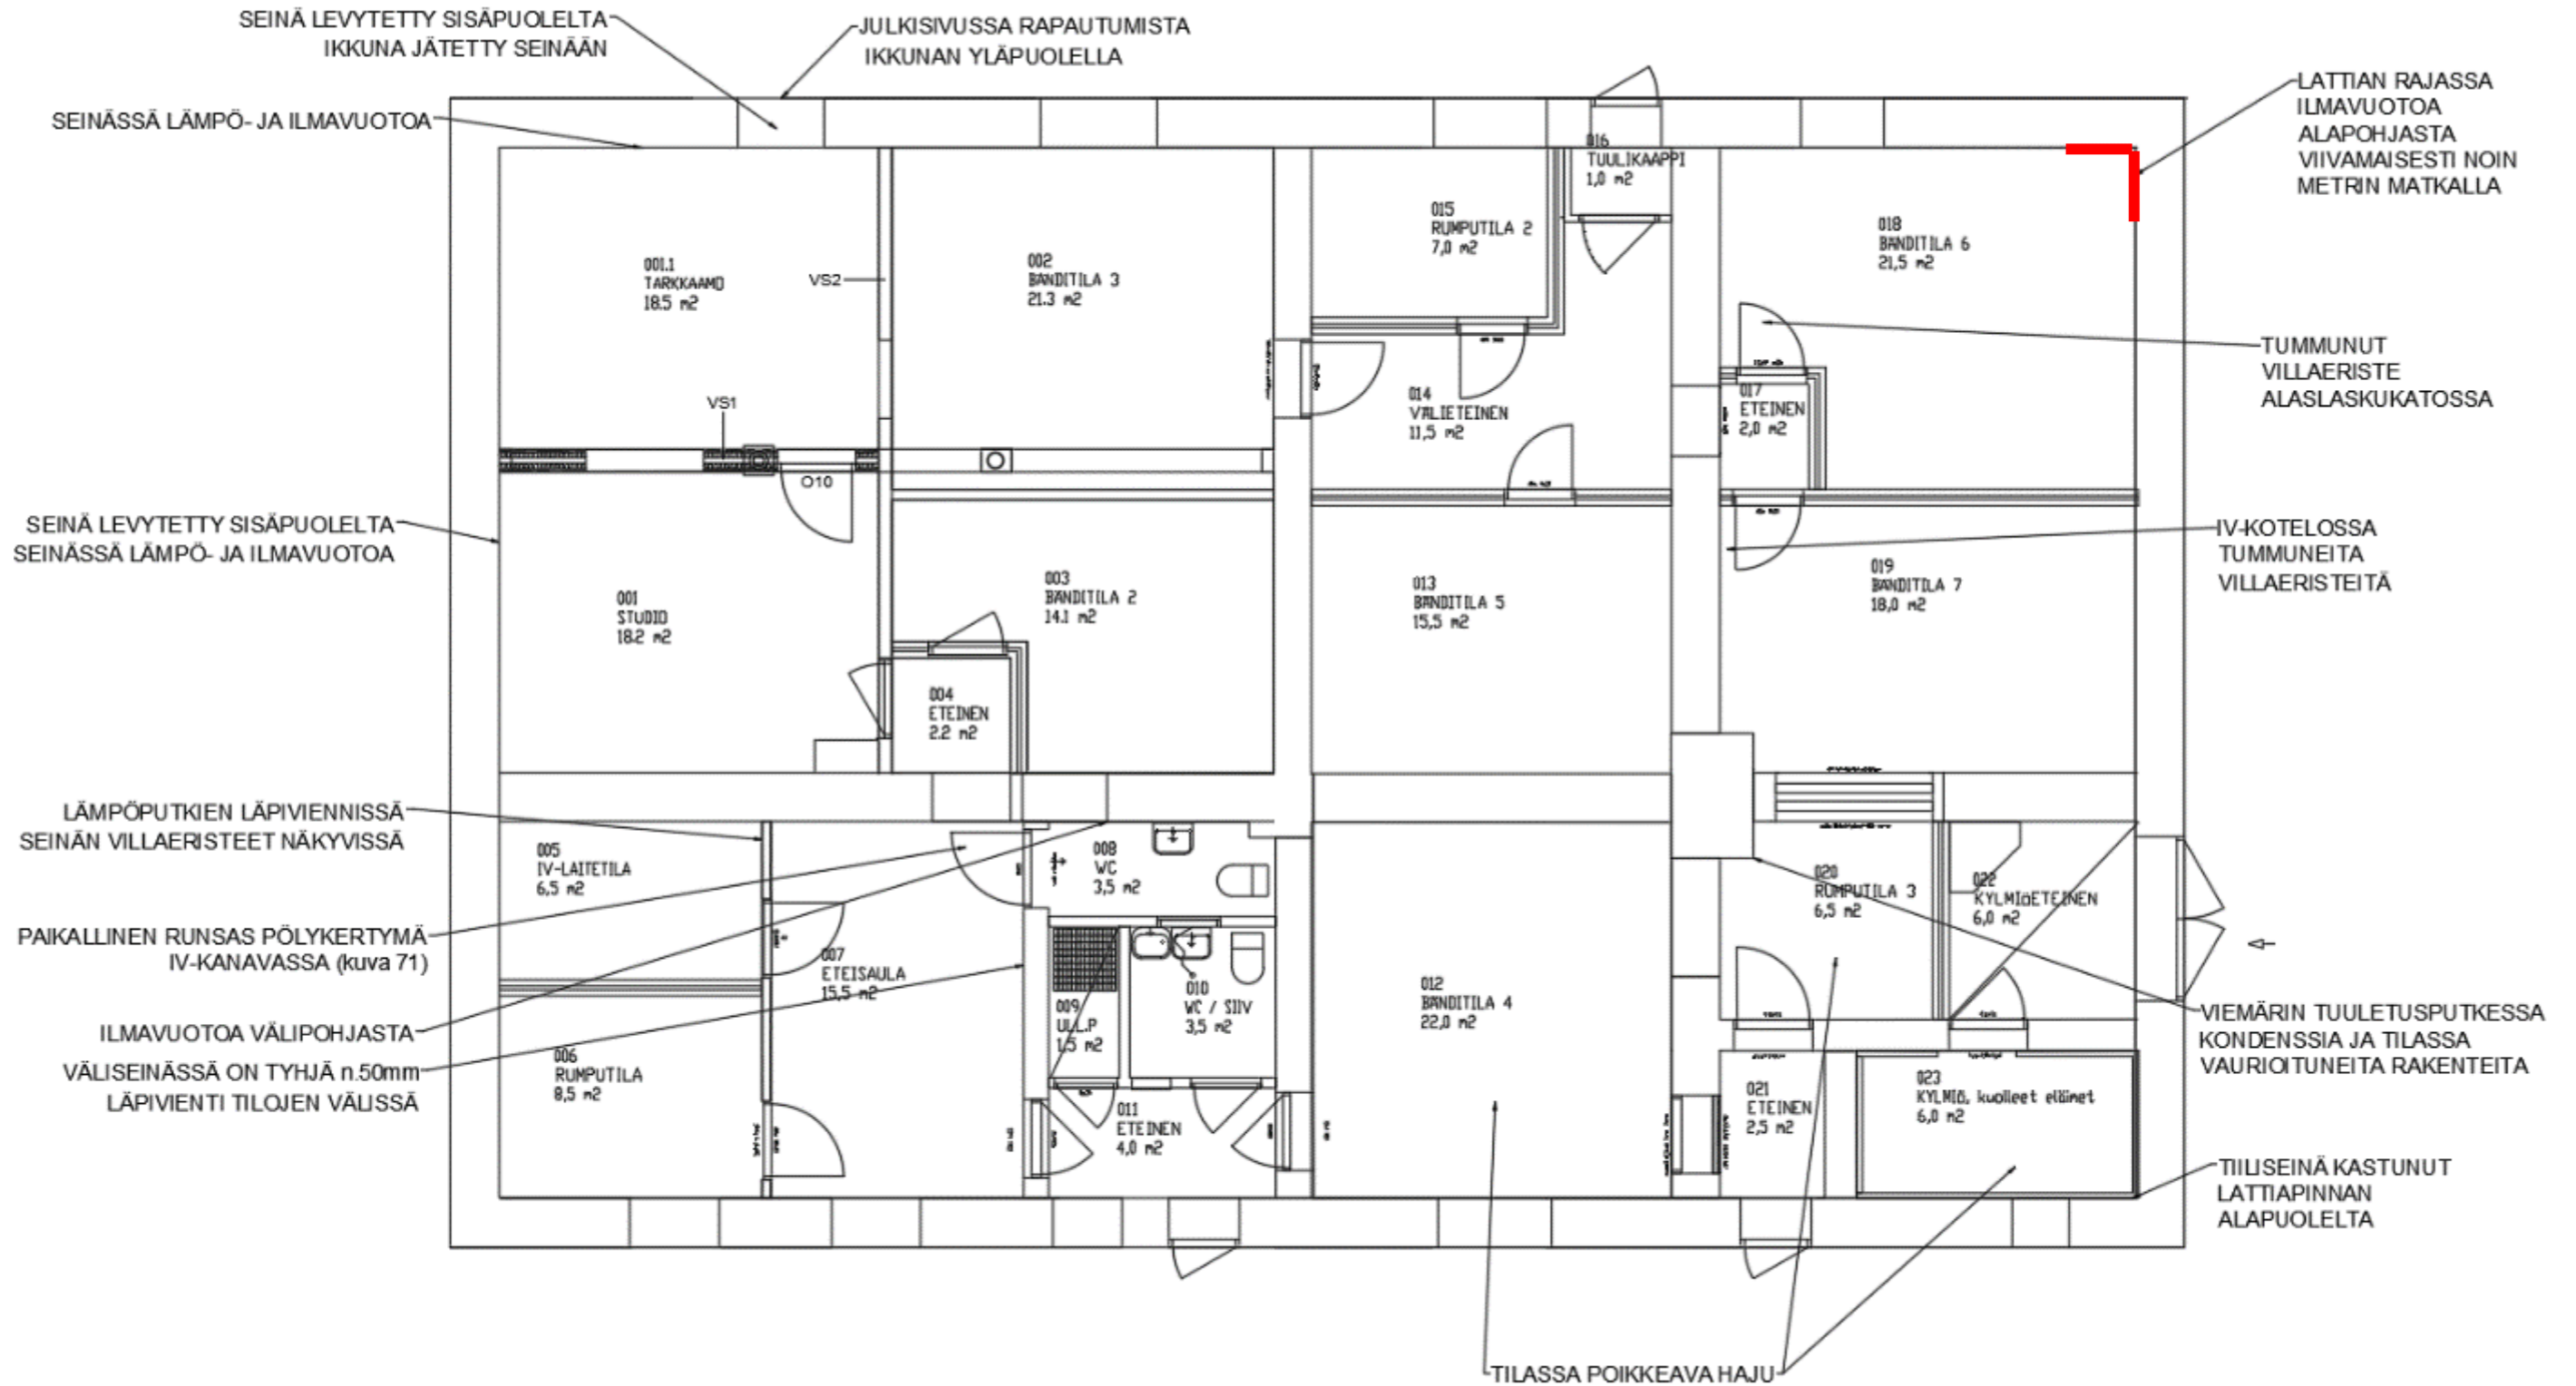 SEINÄ LEVYTETTY SISÄPUOLELTA
IKKUNA JÄTETTY SEINÄÄN
JULKISIVUSSA RAPAUTUMISTA
IKKUNAN YLÄPUOLELLA
SEINÄSSÄ LÄMPÖ- JA ILMAVUOTOA
LATTIAN RAJASSA
ILMAVUOTOA
ALAPOHJASTA
VIIVAMAISESTI NOIN
METRIN MATKALLA
016
TUULIKAAPPI
1,0 m2
015
RUMPUTILA 2
7,0 m2
018
BÄNDITILA 6
21,5 m2
001.1
TARKKAAMO
18.5 m2
VS2
002
BÄNDITILA 3
21.3 m2
TUMMUNUT
VILLAERISTE
ALASLASKUKATOSSA
VS1
014
VÄLIETEINEN
11,5 m2
017
ETEINEN
2,0 m2
O10
SEINÄ LEVYTETTY SISÄPUOLELTA
SEINÄSSÄ LÄMPÖ- JA ILMAVUOTOA
IV-KOTELOSSA
TUMMUNEITA
VILLAERISTEITÄ
001
STUDIO
18.2 m2
003
BÄNDITILA 2
14.1 m2
013
BÄNDITILA 5
15,5 m2
019
BÄNDITILA 7
18,0 m2
004
ETEINEN
2.2 m2
LÄMPÖPUTKIEN LÄPIVIENNISSÄ
SEINÄN VILLAERISTEET NÄKYVISSÄ
005
IV-LAITETILA
6,5 m2
008
WC
3,5 m2
020
RUMPUTILA 3
6,5 m2
022
KYLMIÖETEINEN
6,0 m2
PAIKALLINEN RUNSAS PÖLYKERTYMÄ
IV-KANAVASSA (kuva 71)
007
ETEISAULA
15,5 m2
009
ULL.P
1,5 m2
010
WC / SIIV
3,5 m2
012
BÄNDITILA 4
22,0 m2
ILMAVUOTOA VÄLIPOHJASTA
VÄLISEINÄSSÄ ON TYHJÄ n.50mm
LÄPIVIENTI TILOJEN VÄLISSÄ
006
RUMPUTILA
8,5 m2
011
ETEINEN
4,0 m2
021
ETEINEN
2,5 m2
023
KYLMIÖ, kuolleet eläimet
6,0 m2
VIEMÄRIN TUULETUSPUTKESSA
KONDENSSIA JA TILASSA
VAURIOITUNEITA RAKENTEITA
TIILISEINÄ KASTUNUT
LATTIAPINNAN
ALAPUOLELTA
TILASSA POIKKEAVA HAJU